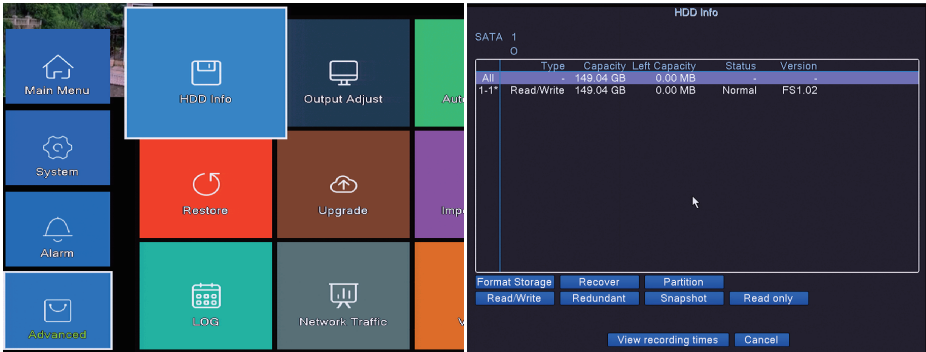 Main Menu
HDD Info
Output Adjust
Aut
System
Restore
Upgrade
Imp
Alarm
LOG
Network Traffic
V
Advanced
HDD Info
SATA 1
O
Type Capacity Left Capacity Status Version
All - 149.04 GB 0.00 MB - -
1-1* Read/Write 149.04 GB 0.00 MB Normal FS1.02
Format Storage Recover Partition
Read/Write Redundant Snapshot Read only
View recording times Cancel